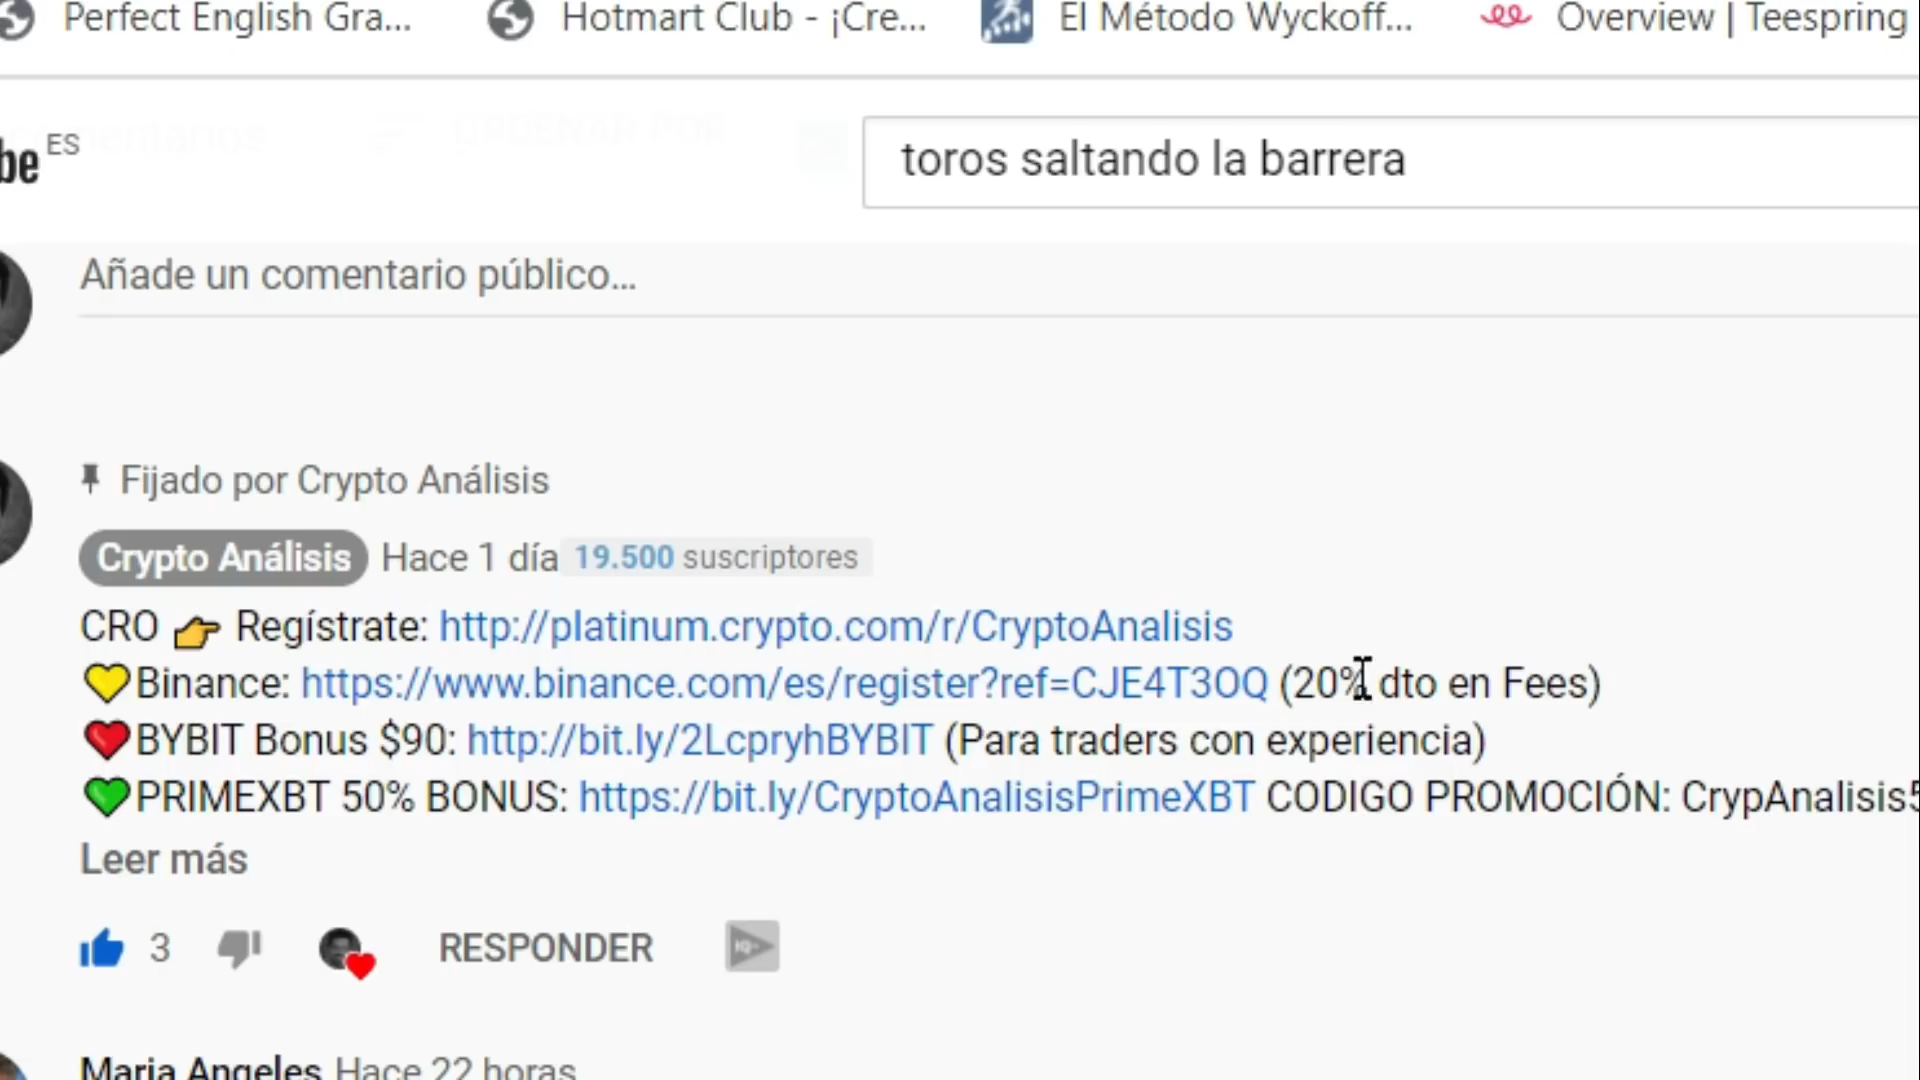 Perfect English Gra... Hotmart Club - ¡Cre... El Método Wyckoff... Overview | Teespring
be ES toros saltando la barrera
Añade un comentario público...
Fijado por Crypto Análisis
Crypto Análisis Hace 1 día 19.500 suscriptores
CRO 👉 Regístrate: http://platinum.crypto.com/r/CryptoAnalisis
💛Binance: https://www.binance.com/es/register?ref=CJE4T3OQ (20% dto en Fees)
❤️BYBIT Bonus $90: http://bit.ly/2LcpryhBYBIT (Para traders con experiencia)
💚PRIMEXBT 50% BONUS: https://bit.ly/CryptoAnalisisPrimeXBT CODIGO PROMOCIÓN: CrypAnalisis5
Leer más
3 RESPONDER
Maria Angeles Hace 22 horas